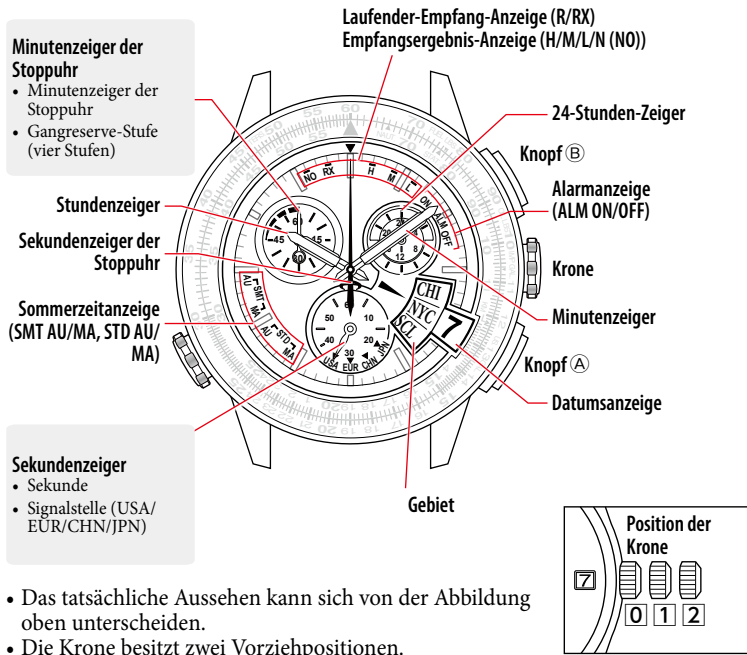 Laufender-Empfang-Anzeige (R/RX)
Empfangsergebnis-Anzeige (H/M/L/N (NO))
Minutenzeiger der
Stoppuhr
• Minutenzeiger der
Stoppuhr
• Gangreserve-Stufe
(vier Stufen)
24-Stunden-Zeiger
Knopf Ⓑ
Alarmanzeige
(ALM ON/OFF)
Stundenzeiger
Sekundenzeiger der
Stoppuhr
Krone
Sommerzeitanzeige
(SMT AU/MA, STD AU/
MA)
Minutenzeiger
Knopf Ⓐ
Datumsanzeige
Sekundenzeiger
• Sekunde
• Signalstelle (USA/
EUR/CHN/JPN)
Gebiet
NO RX H M L
ON ALM OFF
45 15 30
AU SMT MA
AU STD MA
50 10
40 20
30
USA EUR CHN JPN
CHI
NYC
SCL
7
60
Position der
Krone
7
0 1 2
• Das tatsächliche Aussehen kann sich von der Abbildung
oben unterscheiden.
• Die Krone besitzt zwei Vorziehpositionen.